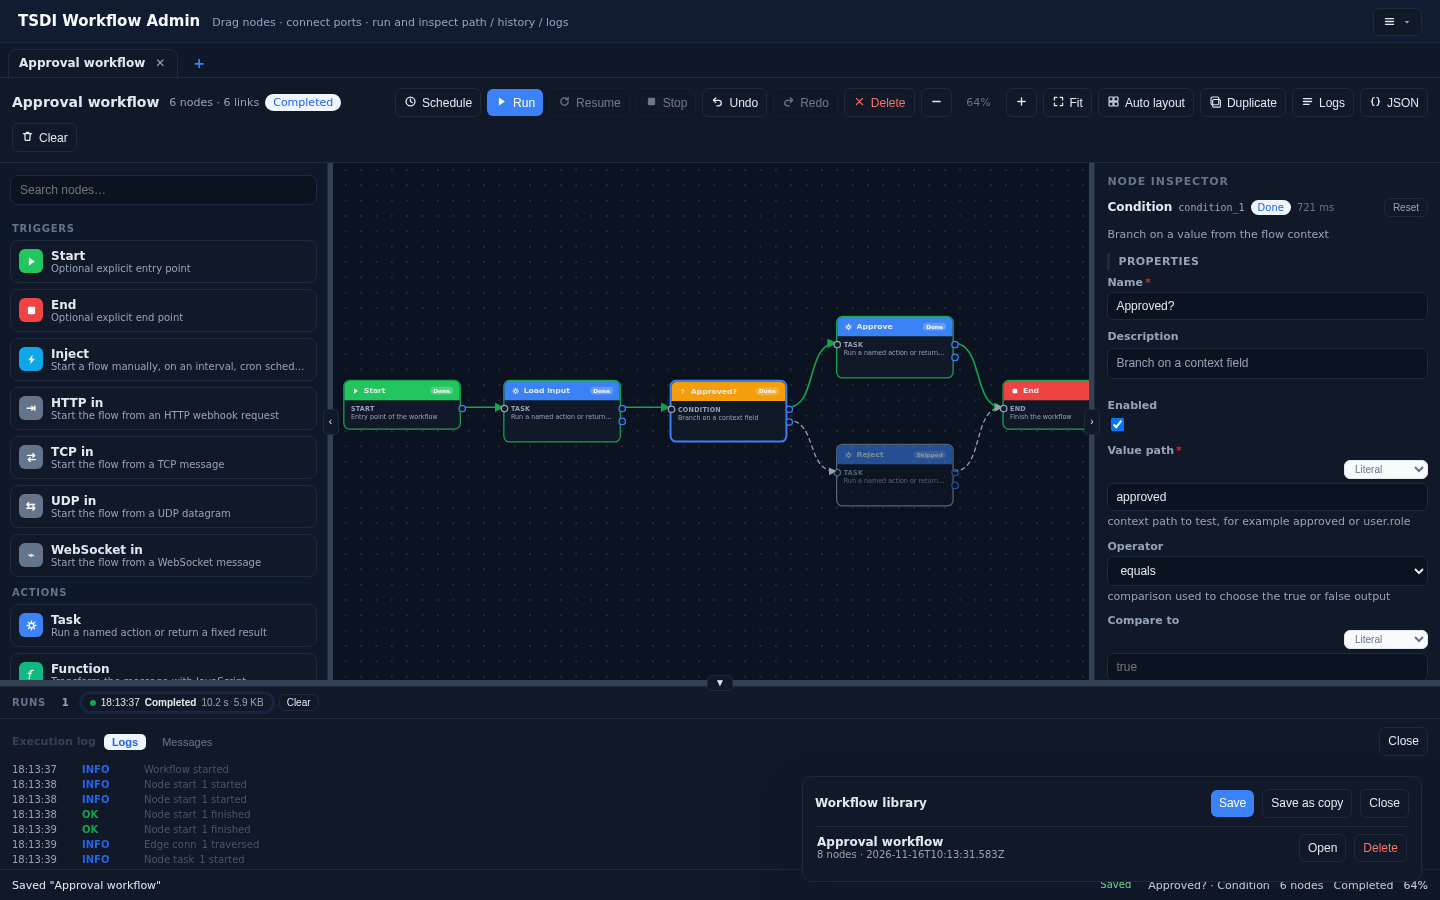 TSDI Workflow Admin Drag nodes · connect ports · run and inspect path / history / logs
Approval workflow × +
Approval workflow 6 nodes · 6 links Completed Schedule Run Resume Stop Undo Redo Delete − 64% + Fit Auto layout Duplicate Logs {} JSON
Clear
Search nodes…
TRIGGERS
Start
Optional explicit entry point
End
Optional explicit end point
Inject
Start a flow manually, on an interval, cron sched…
HTTP in
Start the flow from an HTTP webhook request
TCP in
Start the flow from a TCP message
UDP in
Start the flow from a UDP datagram
WebSocket in
Start the flow from a WebSocket message
ACTIONS
Task
Run a named action or return a fixed result
Function
Transform the message with JavaScript
Start Done
START
Entry point of the workflow
Load input Done
TASK
Run a named action or return…
? Approved? Done
CONDITION
Branch on a context field
Approve Done
TASK
Run a named action or return…
Reject Skipped
TASK
Run a named action or return…
End
END
Finish the workflow
NODE INSPECTOR
Condition condition_1 Done 721 ms Reset
Branch on a value from the flow context
PROPERTIES
Name *
Approved?
Description
Branch on a context field
Enabled
Value path *
Literal
approved
context path to test, for example approved or user.role
Operator
equals
comparison used to choose the true or false output
Compare to
Literal
true
RUNS 1 18:13:37 Completed 10.2 s 5.9 KB Clear
Execution log Logs Messages Close
18:13:37 INFO Workflow started
18:13:38 INFO Node start_1 started
18:13:38 INFO Node start_1 started
18:13:38 OK Node start_1 finished
18:13:39 OK Node start_1 finished
18:13:39 INFO Edge conn_1 traversed
18:13:39 INFO Node task_1 started
Workflow library Save Save as copy Close
Approval workflow
8 nodes · 2026-11-16T10:13:31.583Z Open Delete
Saved "Approval workflow" Saved Approved? · Condition 6 nodes Completed 64%